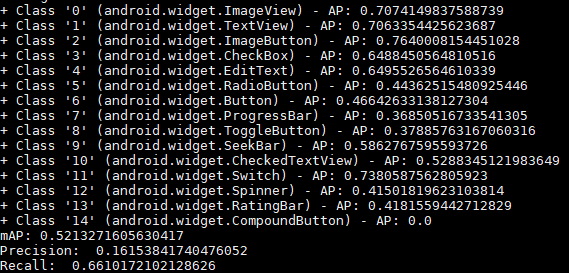 + Class '0' (android.widget.ImageView) - AP: 0.7074149837588739
+ Class '1' (android.widget.TextView) - AP: 0.7063354425623687
+ Class '2' (android.widget.ImageButton) - AP: 0.7640008154451028
+ Class '3' (android.widget.CheckBox) - AP: 0.6488450564810516
+ Class '4' (android.widget.EditText) - AP: 0.6495526564610339
+ Class '5' (android.widget.RadioButton) - AP: 0.44362515480925446
+ Class '6' (android.widget.Button) - AP: 0.46642633138127304
+ Class '7' (android.widget.ProgressBar) - AP: 0.36850516733541305
+ Class '8' (android.widget.ToggleButton) - AP: 0.37885763167060316
+ Class '9' (android.widget.SeekBar) - AP: 0.5862767595593726
+ Class '10' (android.widget.CheckedTextView) - AP: 0.5288345121983649
+ Class '11' (android.widget.Switch) - AP: 0.7380587562805923
+ Class '12' (android.widget.Spinner) - AP: 0.41501819623103814
+ Class '13' (android.widget.RatingBar) - AP: 0.4181559442712829
+ Class '14' (android.widget.CompoundButton) - AP: 0.0
mAP: 0.5213271605630417
Precision:  0.16153841740476052
Recall:  0.6610172102128626